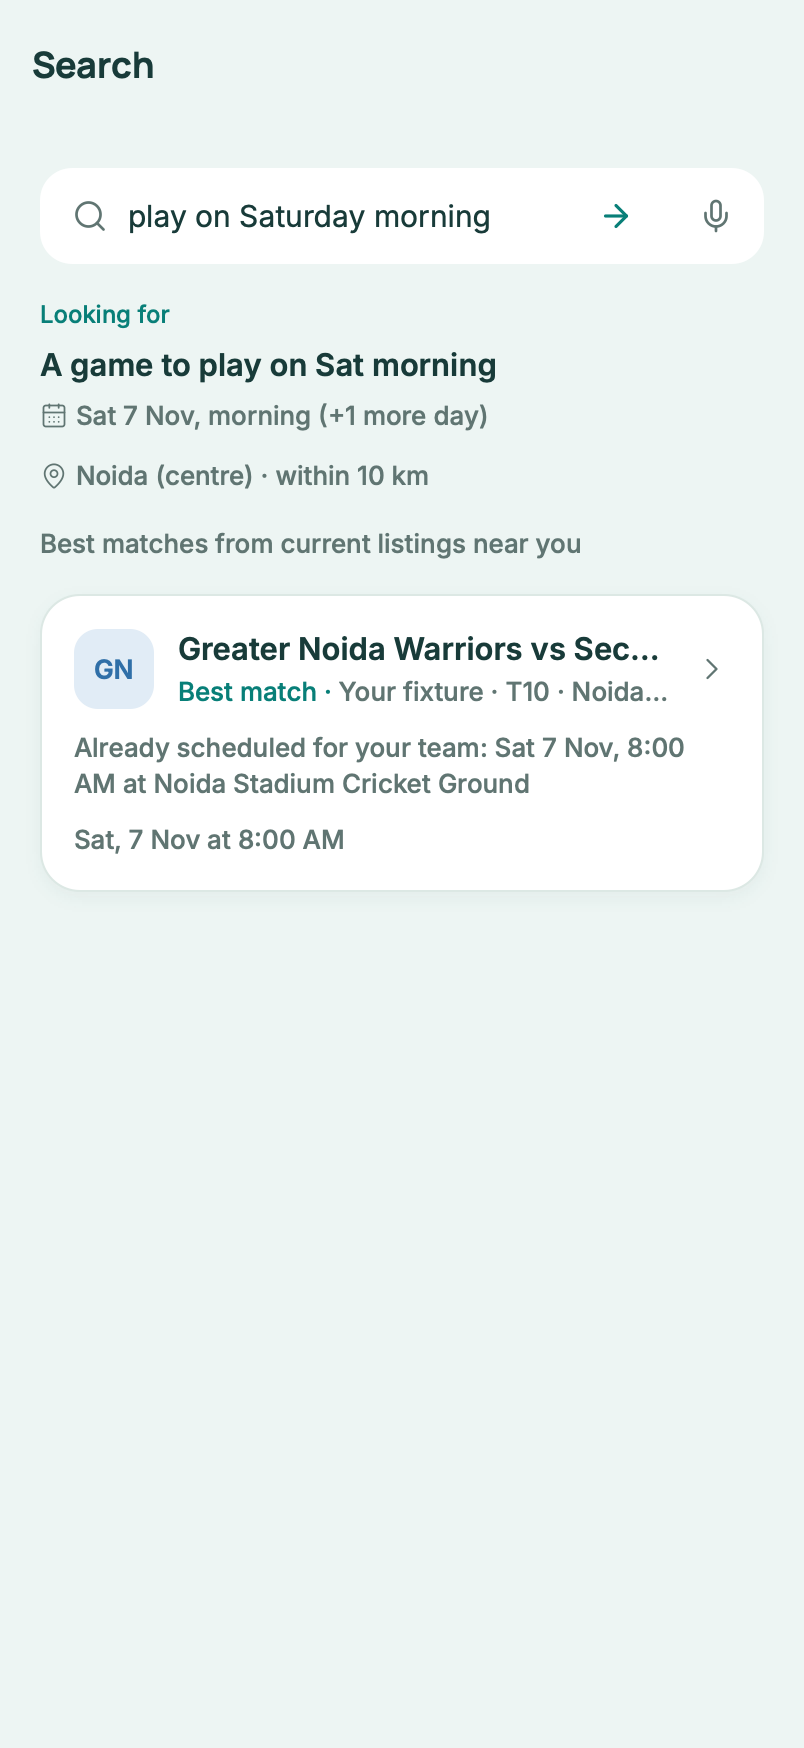 Search
play on Saturday morning
Looking for
A game to play on Sat morning
Sat 7 Nov, morning (+1 more day)
Noida (centre) · within 10 km
Best matches from current listings near you
GN
Greater Noida Warriors vs Sec...
Best match · Your fixture · T10 · Noida...
Already scheduled for your team: Sat 7 Nov, 8:00
AM at Noida Stadium Cricket Ground
Sat, 7 Nov at 8:00 AM